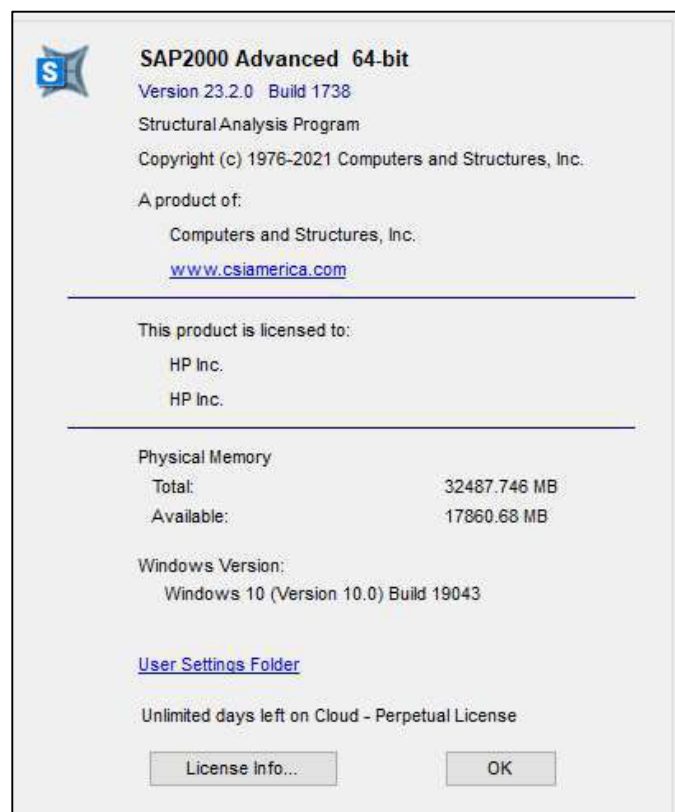 S
SAP2000 Advanced 64-bit
Version 23.2.0 Build 1738
Structural Analysis Program
Copyright (c) 1976-2021 Computers and Structures, Inc.
A product of:
Computers and Structures, Inc.
www.csiamerica.com
This product is licensed to:
HP Inc.
HP Inc.
Physical Memory
Total: 32487.746 MB
Available: 17860.68 MB
Windows Version:
Windows 10 (Version 10.0) Build 19043
User Settings Folder
Unlimited days left on Cloud - Perpetual License
License Info... OK